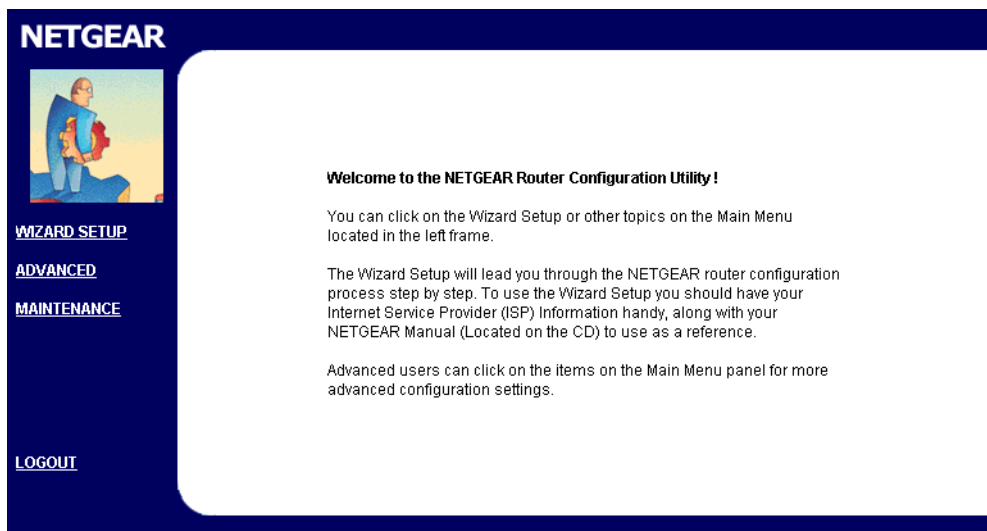 NETGEAR
WIZARD SETUP
ADVANCED
MAINTENANCE
LOGOUT
Welcome to the NETGEAR Router Configuration Utility !
You can click on the Wizard Setup or other topics on the Main Menu
located in the left frame.
The Wizard Setup will lead you through the NETGEAR router configuration
process step by step. To use the Wizard Setup you should have your
Internet Service Provider (ISP) Information handy, along with your
NETGEAR Manual (Located on the CD) to use as a reference.
Advanced users can click on the items on the Main Menu panel for more
advanced configuration settings.